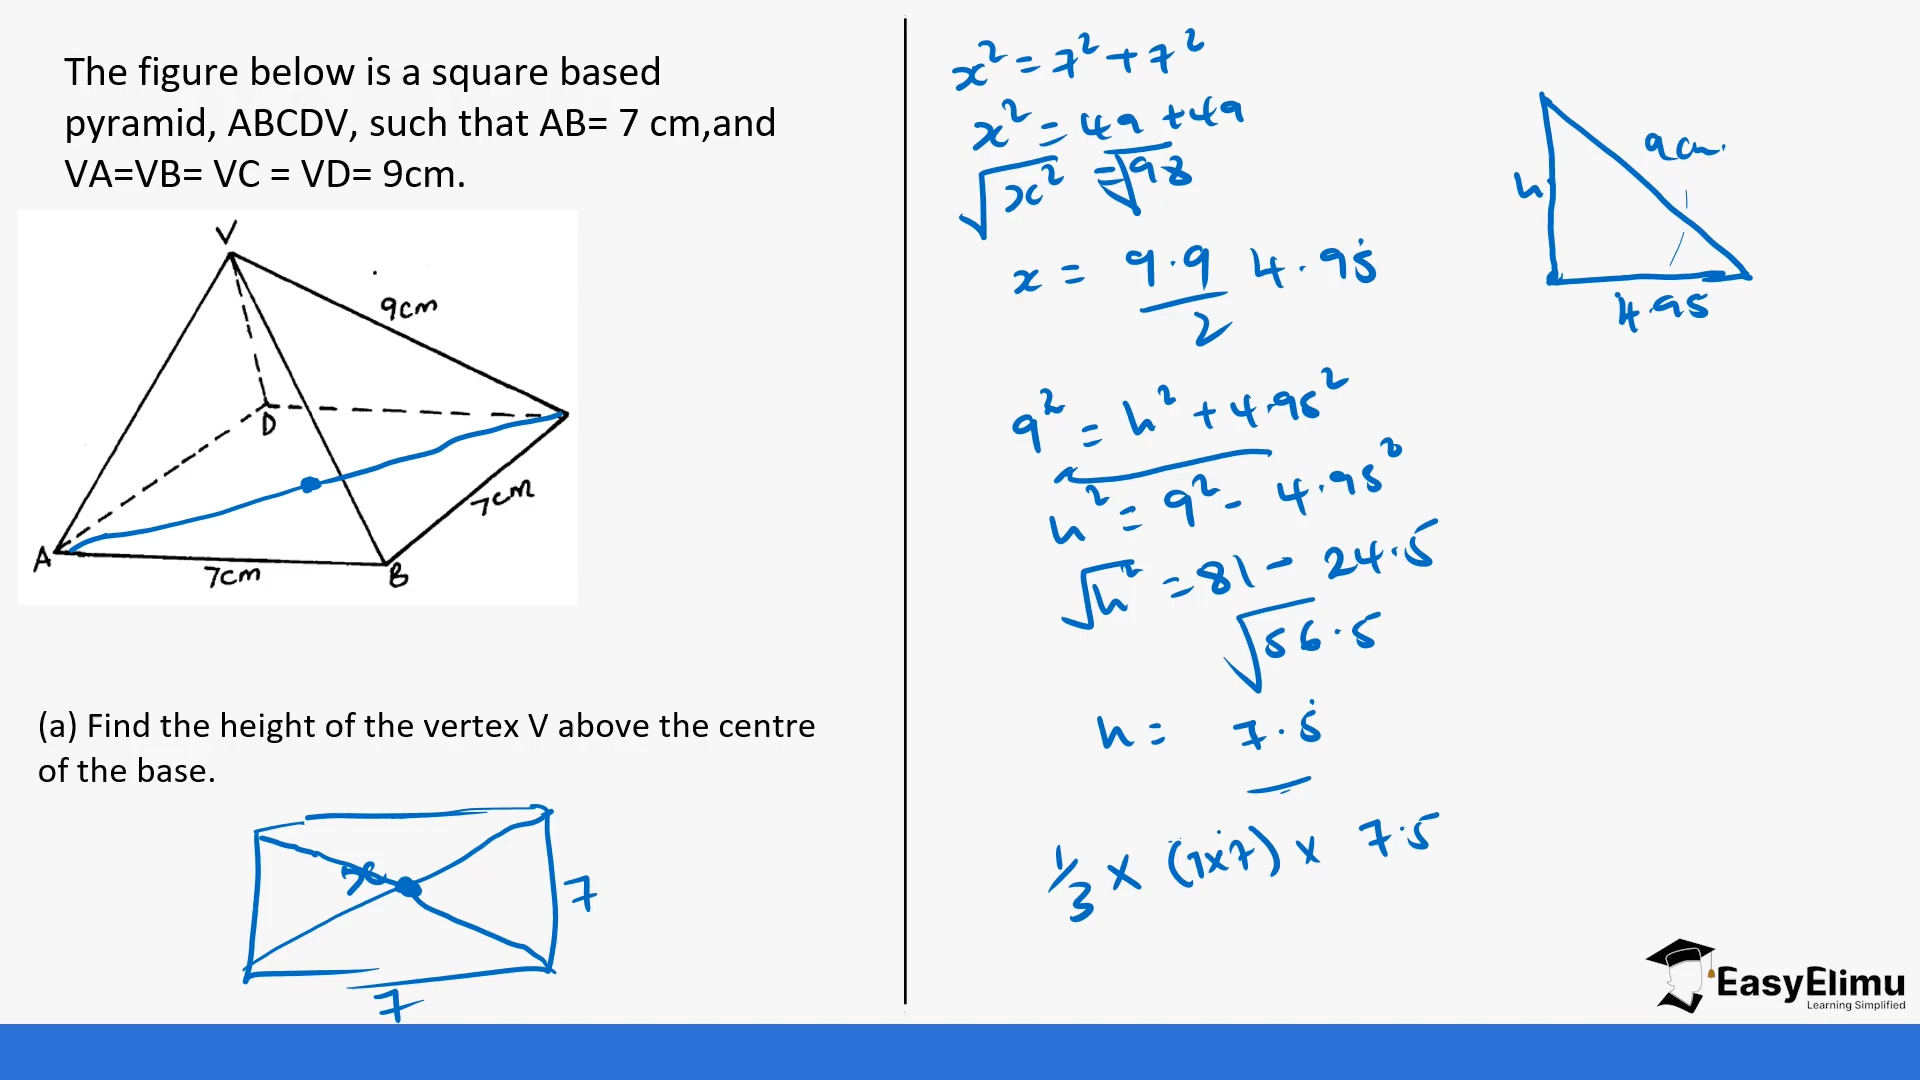 The figure below is a square based
pyramid, ABCDV, such that AB= 7 cm,and
VA=VB= VC = VD= 9cm.
V
9cm
D
7cm
A
7cm
B
(a) Find the height of the vertex V above the centre
of the base.
x
7
7
x² = 7² + 7²
x² = 49 + 49
√x² = √98
x = 9.9/2 4.95
9² = h² + 4.95²
h² = 9² - 4.95²
√h² = 81 - 24.5
√56.5
h = 7.5
1/3 x (7x7) x 7.5
9cm.
h
4.95
EasyElimu
Learning Simplified